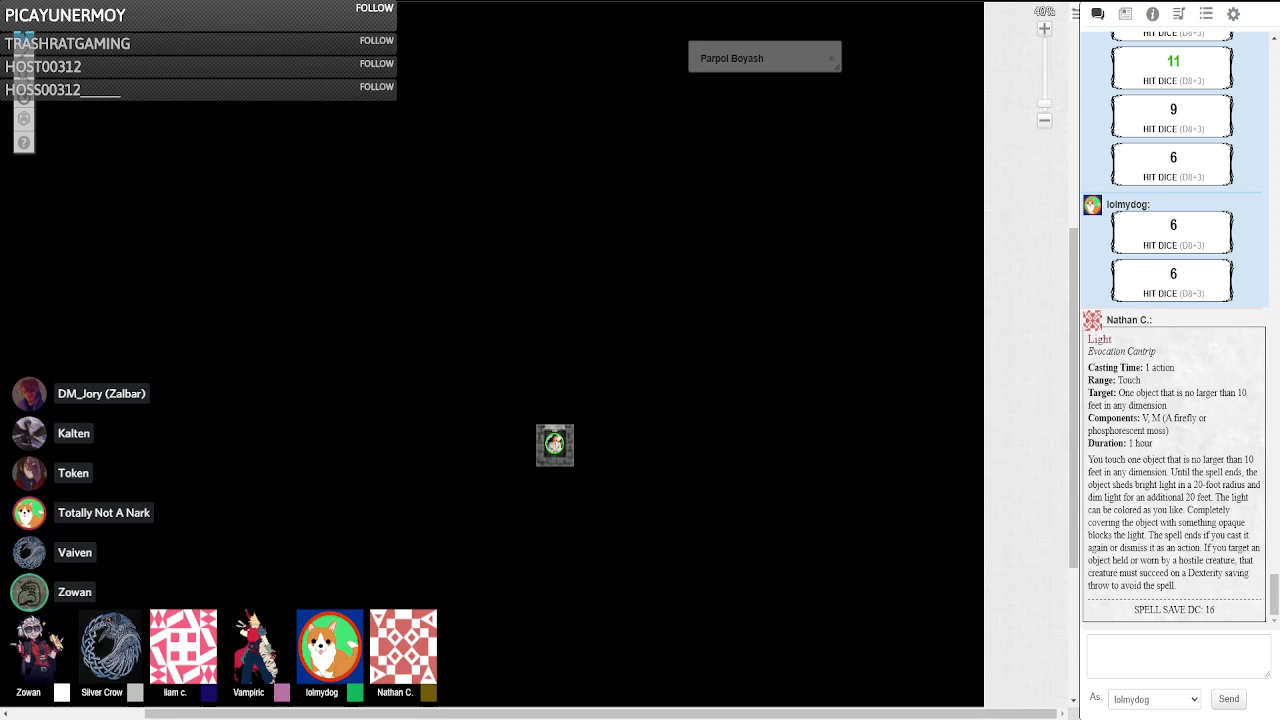 PICAYUNERMOY FOLLOW
TRASHRATGAMING FOLLOW
HOST00312 FOLLOW
HOSS00312______ FOLLOW
?
Parpol Boyash ×
40%
DM_Jory (Zalbar)
Kalten
Token
Totally Not A Nark
Vaiven
Zowan
Zowan
Silver Crow
liam c.
Vampiric
lolmydog
Nathan C.
HIT DICE (D8+3)
11
HIT DICE (D8+3)
9
HIT DICE (D8+3)
6
HIT DICE (D8+3)
lolmydog:
6
HIT DICE (D8+3)
6
HIT DICE (D8+3)
Nathan C.:
Light
Evocation Cantrip
Casting Time: 1 action
Range: Touch
Target: One object that is no larger than 10
feet in any dimension
Components: V, M (A firefly or
phosphorescent moss)
Duration: 1 hour
You touch one object that is no larger than 10
feet in any dimension. Until the spell ends, the
object sheds bright light in a 20-foot radius and
dim light for an additional 20 feet. The light
can be colored as you like. Completely
covering the object with something opaque
blocks the light. The spell ends if you cast it
again or dismiss it as an action. If you target an
object held or worn by a hostile creature, that
creature must succeed on a Dexterity saving
throw to avoid the spell.
SPELL SAVE DC: 16
As: lolmydog Send